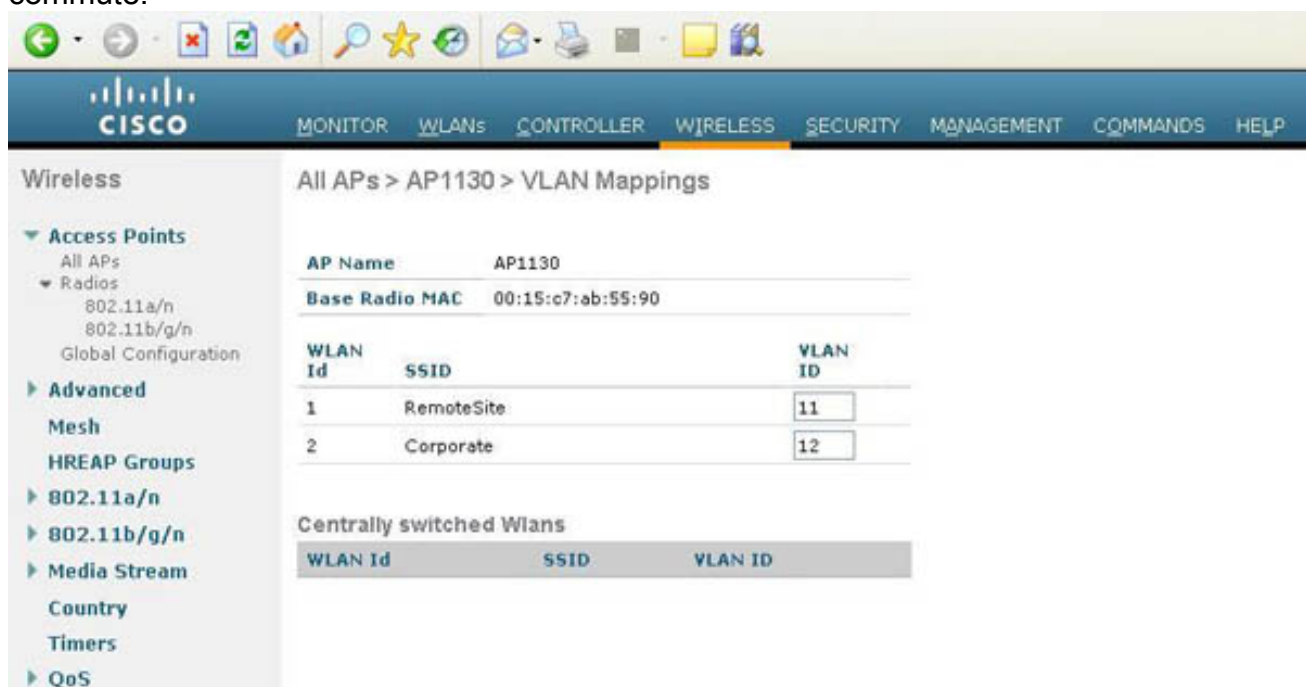 commute.
CISCO
MONITOR WLANs CONTROLLER WIRELESS SECURITY MANAGEMENT COMMANDS HELP
Wireless
Access Points
All APs
Radios
802.11a/n
802.11b/g/n
Global Configuration
Advanced
Mesh
HREAP Groups
802.11a/n
802.11b/g/n
Media Stream
Country
Timers
QoS
All APs > AP1130 > VLAN Mappings
AP Name AP1130
Base Radio MAC 00:15:c7:ab:55:90
WLAN Id SSID VLAN ID
1 RemoteSite 11
2 Corporate 12
Centrally switched Wlans
WLAN Id SSID VLAN ID